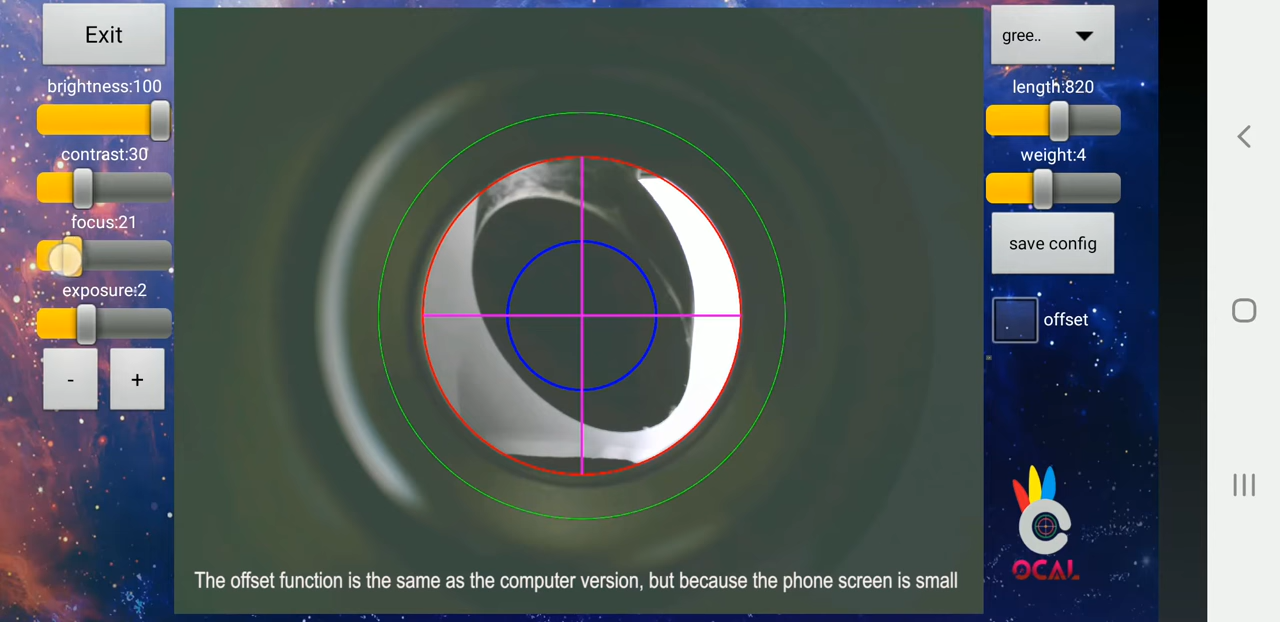 Exit
brightness:100
contrast:30
focus:21
exposure:2
-
+
gree..
length:820
weight:4
save config
offset
OCAL
The offset function is the same as the computer version, but because the phone screen is small